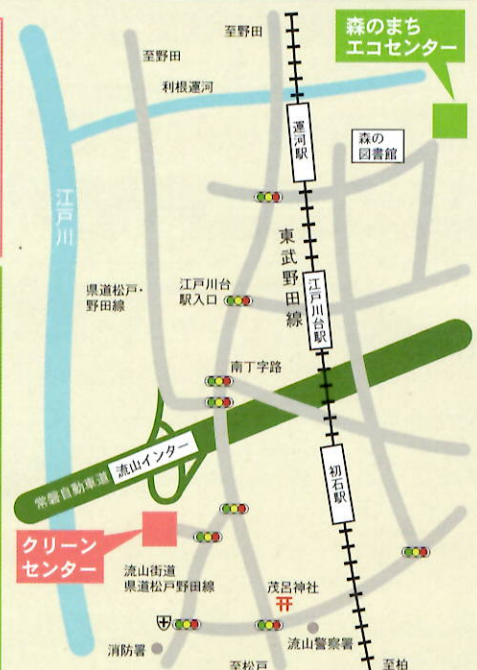 至野田
森のまち
エコセンター
至野田
利根運河
運河駅
森の
図書館
江戸川
東武野田線
県道松戸・
野田線
江戸川台
駅入口
江戸川台駅
南丁字路
流山インター
常磐自動車道
初石駅
クリーン
センター
流山街道
県道松戸野田線
茂呂神社
消防署
流山警察署
至松戸
至柏